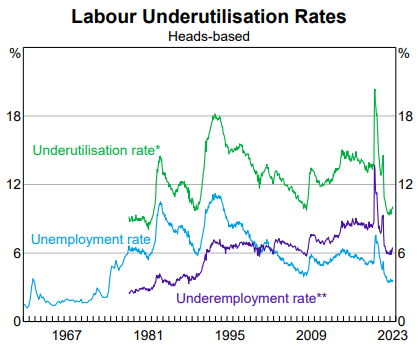 Labour Underutilisation Rates
Heads-based
% %
18 18
Underutilisation rate*
12 12
Unemployment rate
6 6
Underemployment rate**
0 0
1967 1981 1995 2009 2023